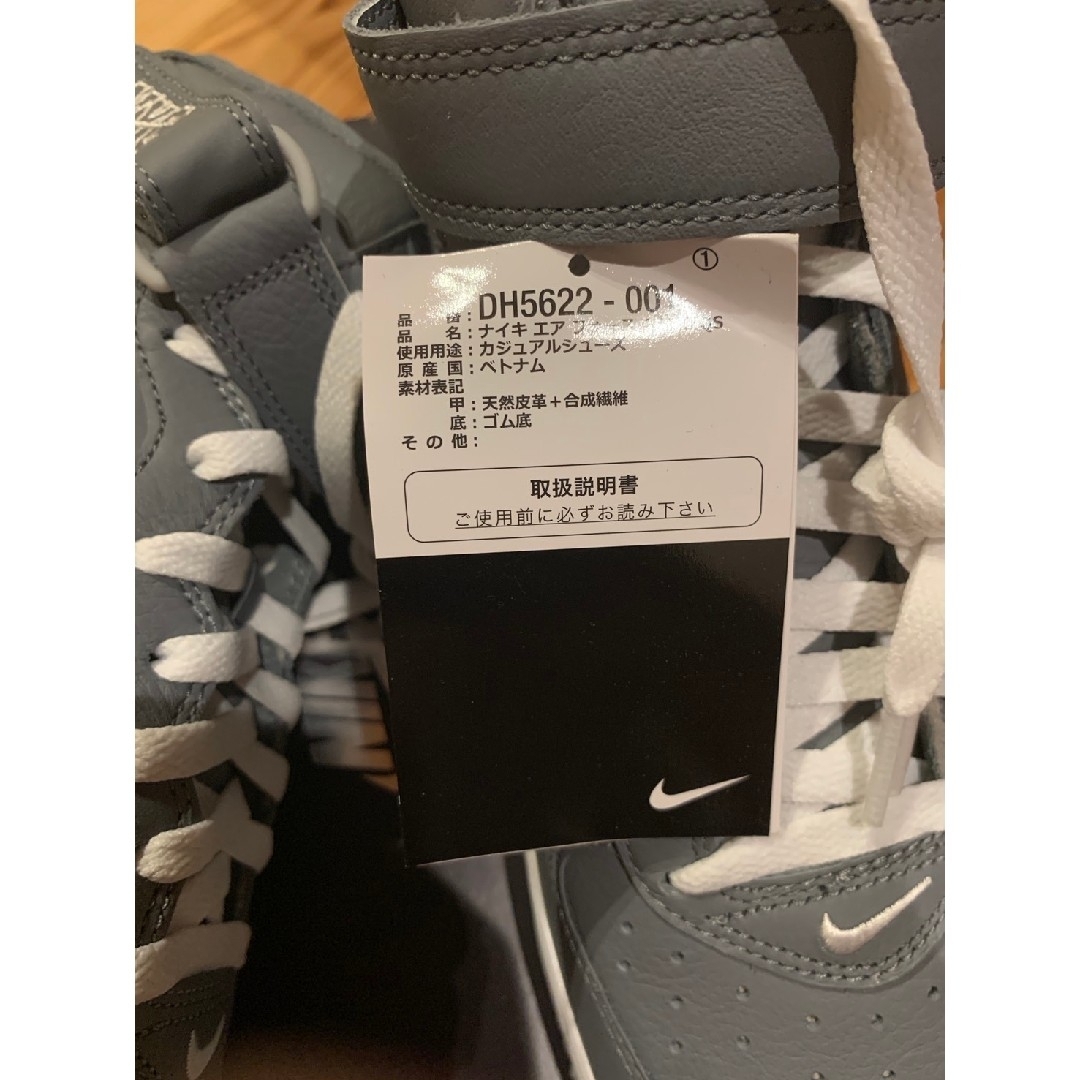 ①
品 番 : DH5622 - 001
品 名 : ナイキ エア
使用用途 : カジュアルシューズ
原 産 国 : ベトナム
素材表記
甲 : 天然皮革＋合成繊維
底 : ゴム底
そ の 他 :
取扱説明書
ご使用前に必ずお読み下さい